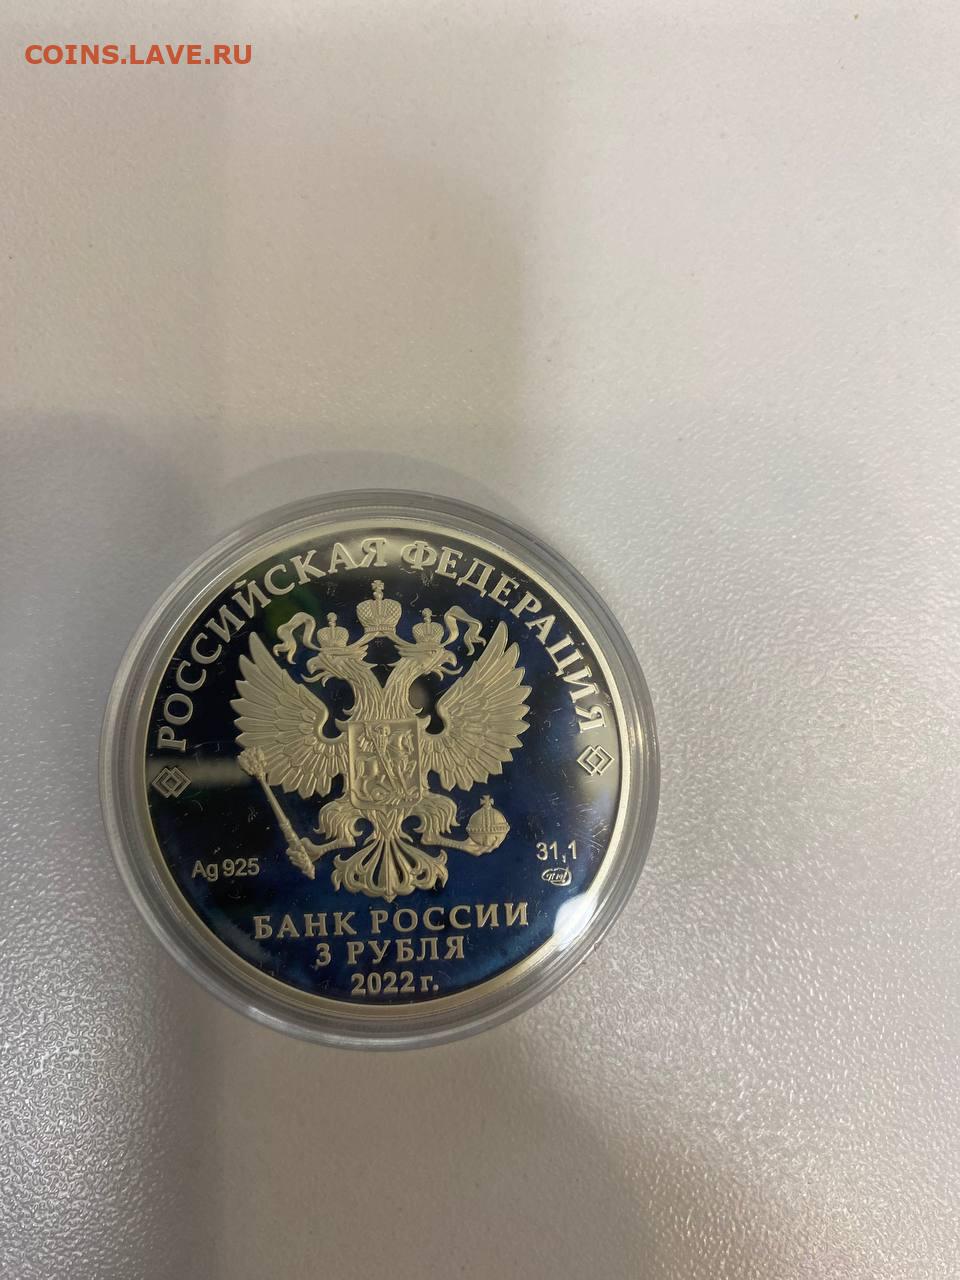 COINS.LAVE.RU
РОССИЙСКАЯ ФЕДЕРАЦИЯ
Ag 925
31,1
БАНК РОССИИ
3 РУБЛЯ
2022 г.